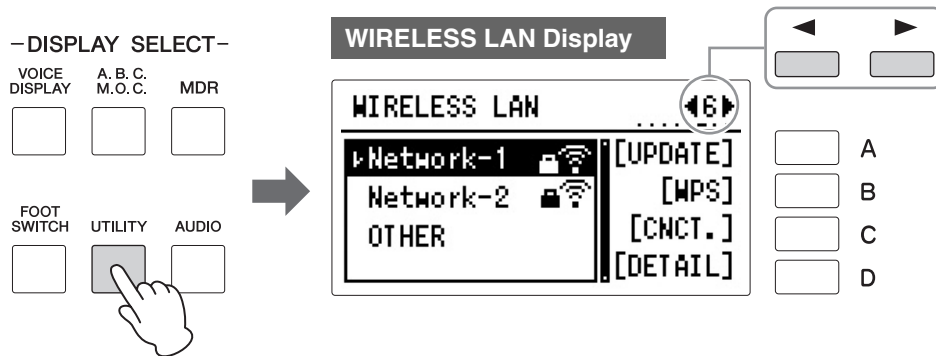 –DISPLAY SELECT–
VOICE DISPLAY
A. B. C. M. O. C.
MDR
FOOT SWITCH
UTILITY
AUDIO
WIRELESS LAN Display
◀ ▶
WIRELESS LAN ◀6▶
▶Network-1 [UPDATE] A
Network-2 [WPS] B
OTHER [CNCT.] C
[DETAIL] D